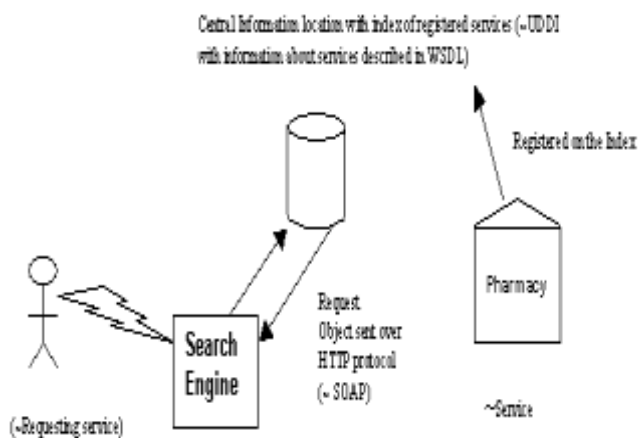 Central Information location with index of registered services (~UDDI
with information about services described in WSDL)
Registered on the Index
Pharmacy
Request
Object sent over
HTTP protocol
(~ SOAP)
Search
Engine
~Service
(~Requesting service)